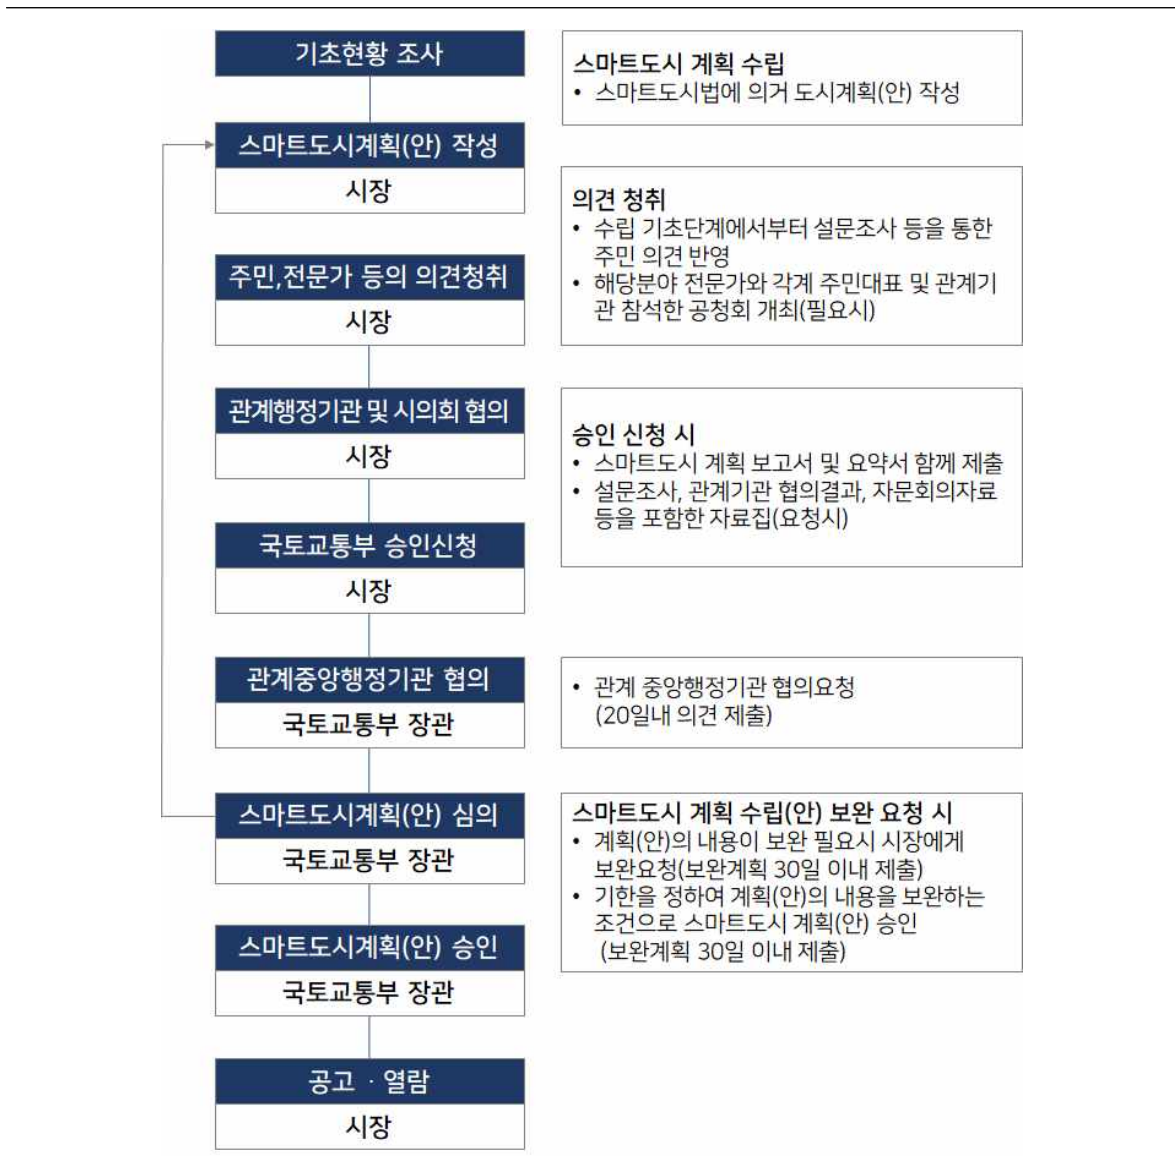 기초현황 조사
스마트도시 계획 수립
• 스마트도시법에 의거 도시계획(안) 작성
스마트도시계획(안) 작성
시장
의견 청취
• 수립 기초단계에서부터 설문조사 등을 통한
주민 의견 반영
• 해당분야 전문가와 각계 주민대표 및 관계기
관 참석한 공청회 개최(필요시)
주민,전문가 등의 의견청취
시장
관계행정기관 및 시의회 협의
시장
승인 신청 시
• 스마트도시 계획 보고서 및 요약서 함께 제출
• 설문조사, 관계기관 협의결과, 자문회의자료
등을 포함한 자료집(요청시)
국토교통부 승인신청
시장
관계중앙행정기관 협의
국토교통부 장관
• 관계 중앙행정기관 협의요청
(20일내 의견 제출)
스마트도시계획(안) 심의
국토교통부 장관
스마트도시 계획 수립(안) 보완 요청 시
• 계획(안)의 내용이 보완 필요시 시장에게
보완요청(보완계획 30일 이내 제출)
• 기한을 정하여 계획(안)의 내용을 보완하는
조건으로 스마트도시 계획(안) 승인
(보완계획 30일 이내 제출)
스마트도시계획(안) 승인
국토교통부 장관
공고 · 열람
시장